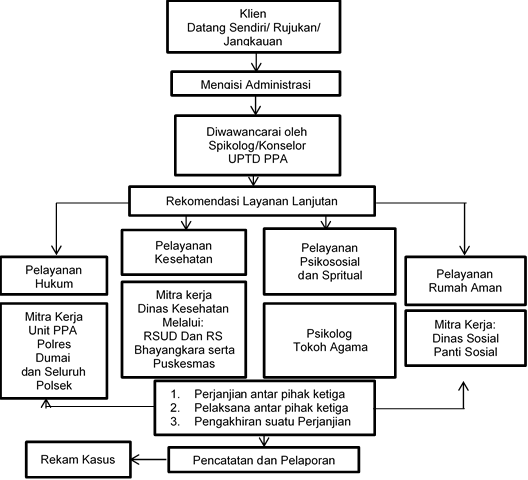 Klien
Datang Sendiri/ Rujukan/
Jangkauan
Mengisi Administrasi
Diwawancarai oleh
Spikolog/Konselor
UPTD PPA
Rekomendasi Layanan Lanjutan
Pelayanan
Hukum
Pelayanan
Kesehatan
Pelayanan
Psikososial
dan Spritual
Pelayanan
Rumah Aman
Mitra Kerja
Unit PPA
Polres
Dumai
dan Seluruh
Polsek
Mitra kerja
Dinas Kesehatan
Melalui:
RSUD Dan RS
Bhayangkara serta
Puskesmas
Psikolog
Tokoh Agama
Mitra Kerja:
Dinas Sosial
Panti Sosial
1. Perjanjian antar pihak ketiga
2. Pelaksana antar pihak ketiga
3. Pengakhiran suatu Perjanjian
Rekam Kasus
Pencatatan dan Pelaporan